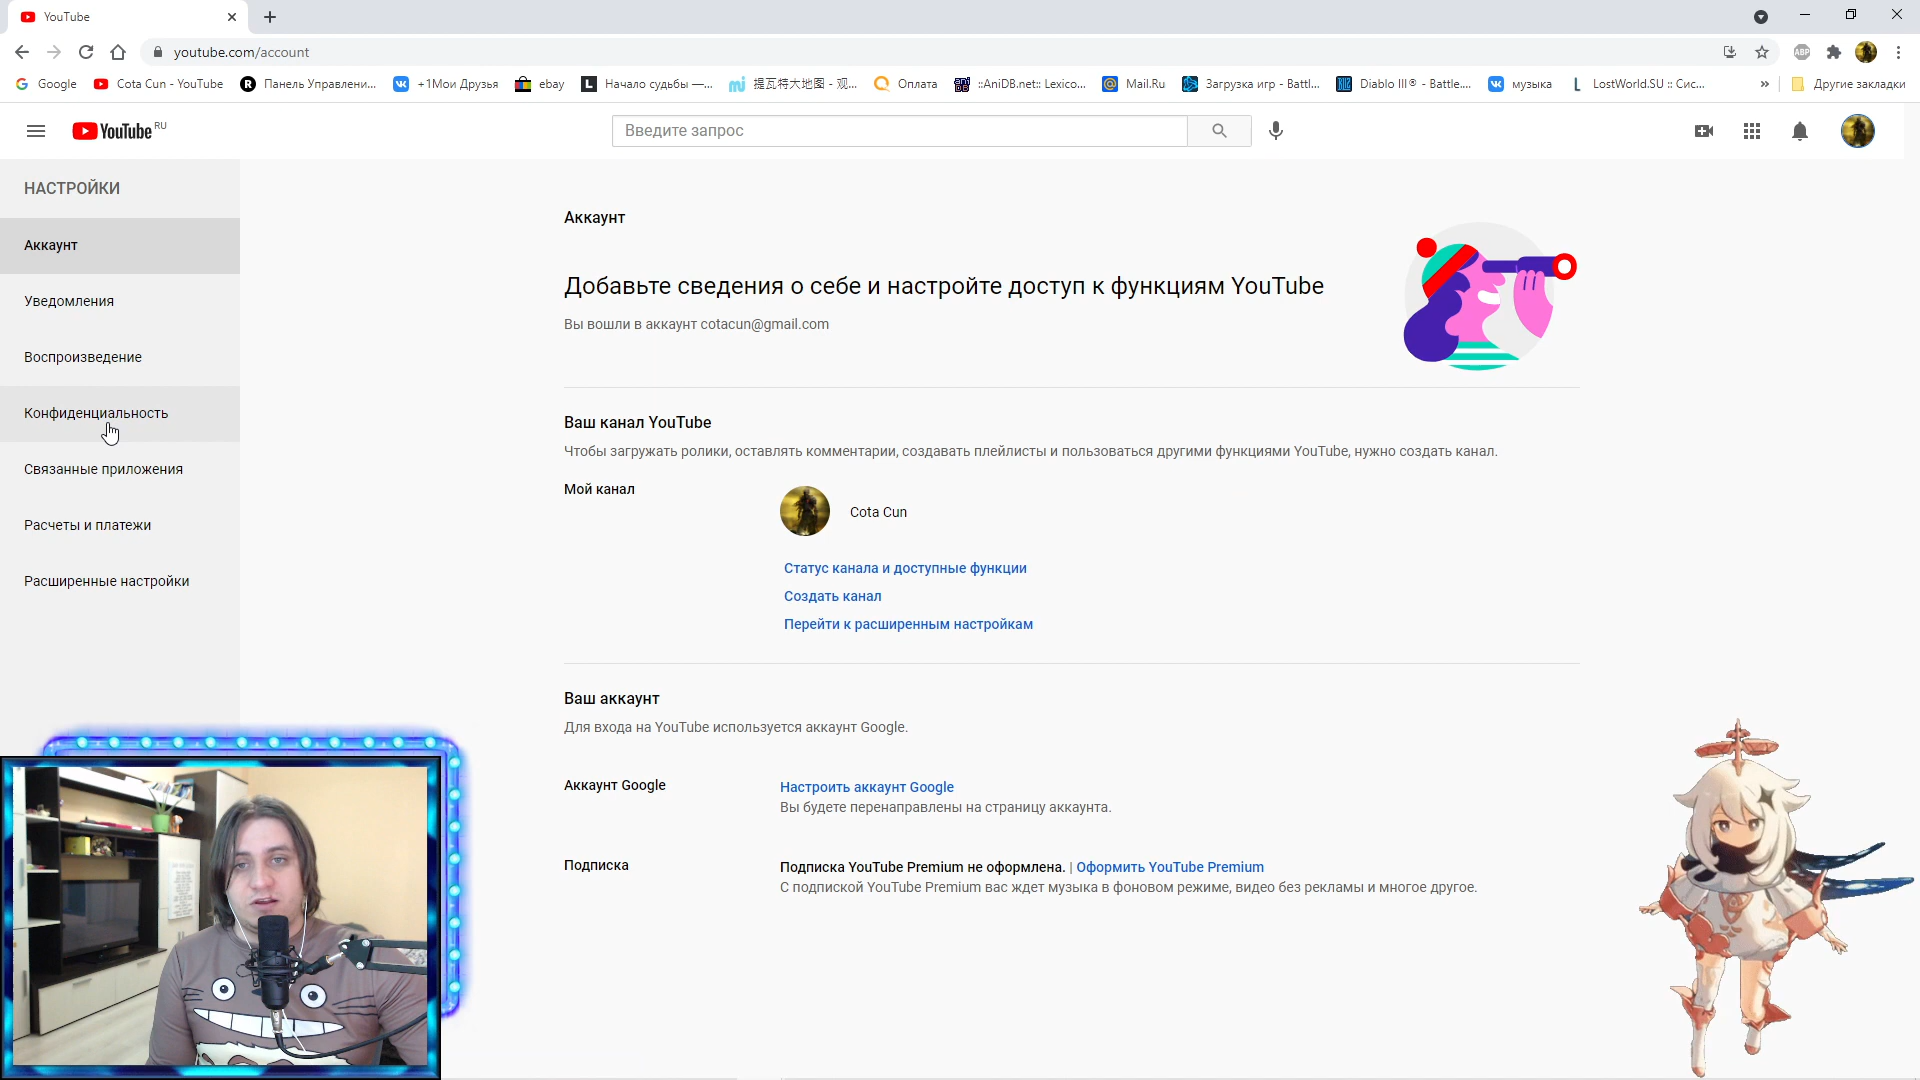 YouTube
youtube.com/account
ABP
Google
Cota Cun - YouTube
Панель Управлени...
+1Мои Друзья
ebay
Начало судьбы —...
提瓦特大地图 - 观...
Оплата
::AniDB.net:: Lexico...
Mail.Ru
Загрузка игр - Battl...
Diablo III® - Battle....
музыка
LostWorld.SU :: Сис...
»
Другие закладки
YouTube RU
Введите запрос
НАСТРОЙКИ
Аккаунт
Уведомления
Воспроизведение
Конфиденциальность
Связанные приложения
Расчеты и платежи
Расширенные настройки
Аккаунт
Добавьте сведения о себе и настройте доступ к функциям YouTube
Вы вошли в аккаунт cotacun@gmail.com
Ваш канал YouTube
Чтобы загружать ролики, оставлять комментарии, создавать плейлисты и пользоваться другими функциями YouTube, нужно создать канал.
Мой канал
Cota Cun
Статус канала и доступные функции
Создать канал
Перейти к расширенным настройкам
Ваш аккаунт
Для входа на YouTube используется аккаунт Google.
Аккаунт Google
Настроить аккаунт Google
Вы будете перенаправлены на страницу аккаунта.
Подписка
Подписка YouTube Premium не оформлена. | Оформить YouTube Premium
С подпиской YouTube Premium вас ждет музыка в фоновом режиме, видео без рекламы и многое другое.